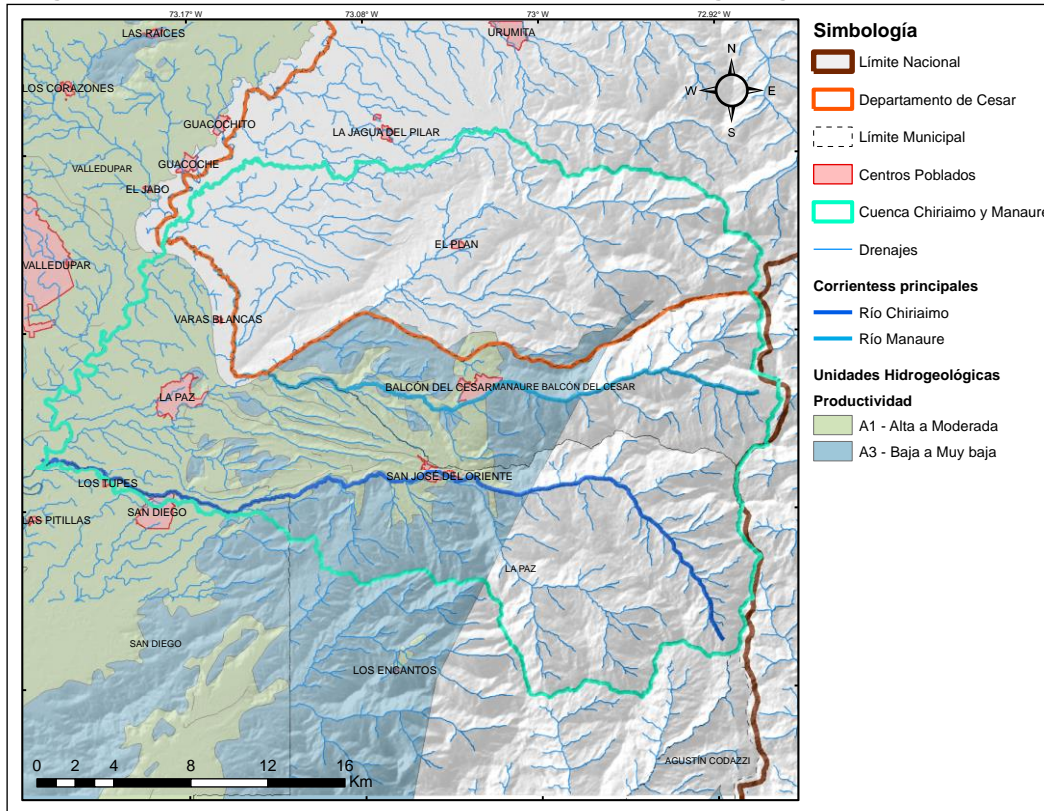 73.17° W
73.08° W
73° W
72.92° W
LAS RAÍCES
URUMITA
LOS CORAZONES
GUACOCHITO
LA JAGUA DEL PILAR
VALLEDUPAR
GUACOCHE
EL JABO
EL PLAN
VALLEDUPAR
VARAS BLANCAS
BALCÓN DEL CESAR
MANAURE BALCÓN DEL CESAR
LA PAZ
SAN JOSÉ DEL ORIENTE
LOS TUPES
LAS PITILLAS
SAN DIEGO
LA PAZ
SAN DIEGO
LOS ENCANTOS
AGUSTÍN CODAZZI
N
W
E
S
0 2 4 8 12 16
Km
Simbología
Límite Nacional
Departamento de Cesar
Límite Municipal
Centros Poblados
Cuenca Chiriaimo y Manaure
Drenajes
Corrientess principales
Río Chiriaimo
Río Manaure
Unidades Hidrogeológicas
Productividad
A1 - Alta a Moderada
A3 - Baja a Muy baja